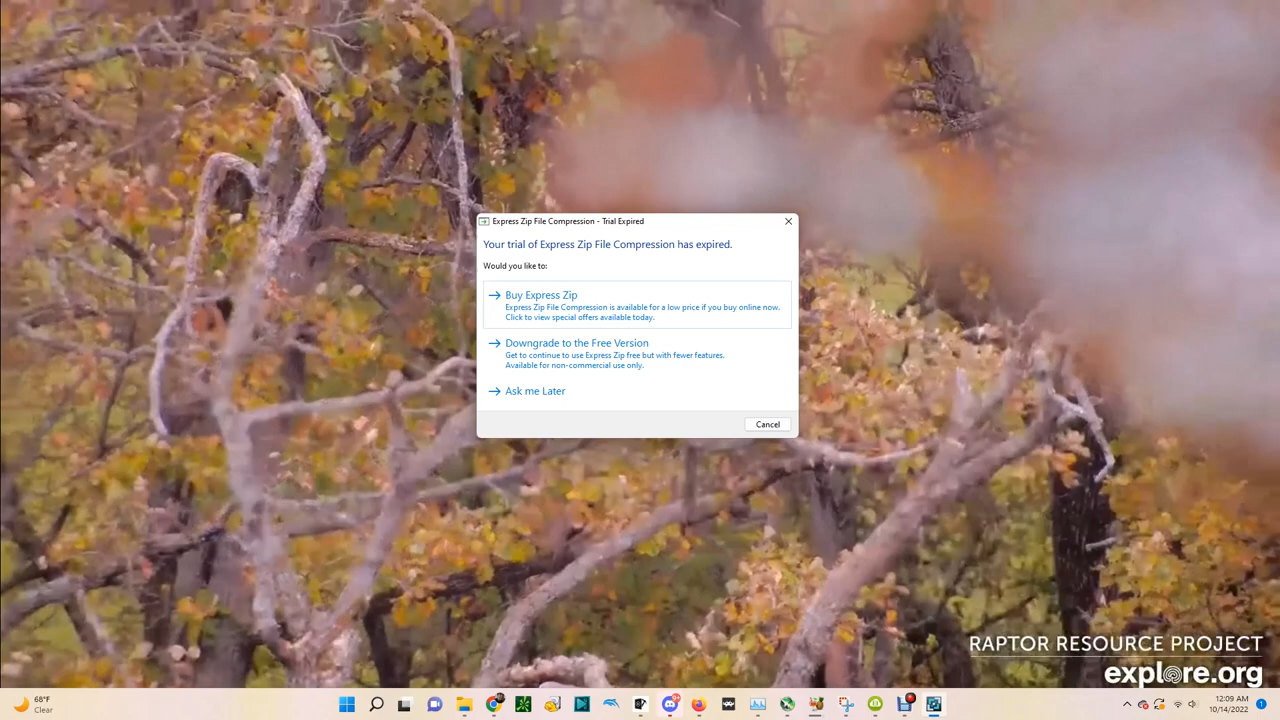 Express Zip File Compression - Trial Expired
Your trial of Express Zip File Compression has expired.
Would you like to:
Buy Express Zip
Express Zip File Compression is available for a low price if you buy online now.
Click to view special offers available today.
Downgrade to the Free Version
Get to continue to use Express Zip free but with fewer features.
Available for non-commercial use only.
Ask me Later
Cancel
RAPTOR RESOURCE PROJECT
explore.org
68°F
Clear
9+
12:09 AM
10/14/2022
1